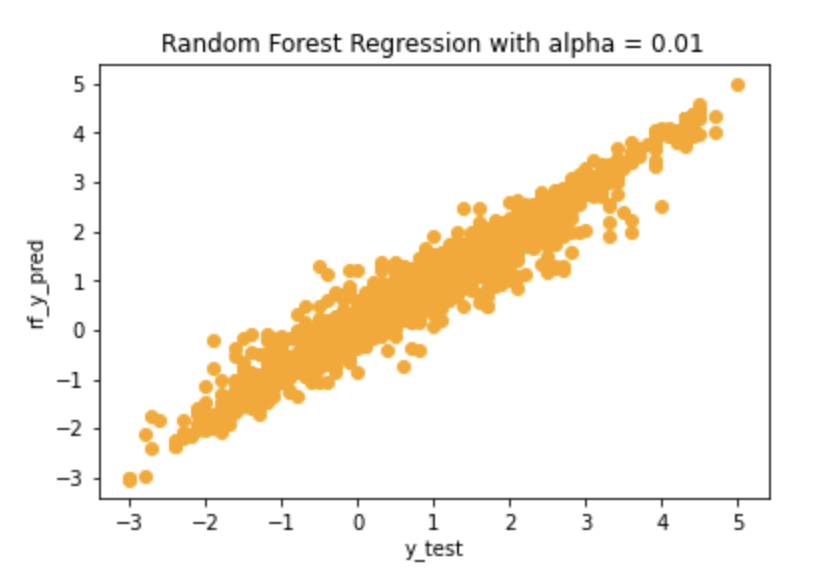 Random Forest Regression with alpha = 0.01
5
4
3
2
1
0
−1
−2
−3
rf_y_pred
−3 −2 −1 0 1 2 3 4 5
y_test